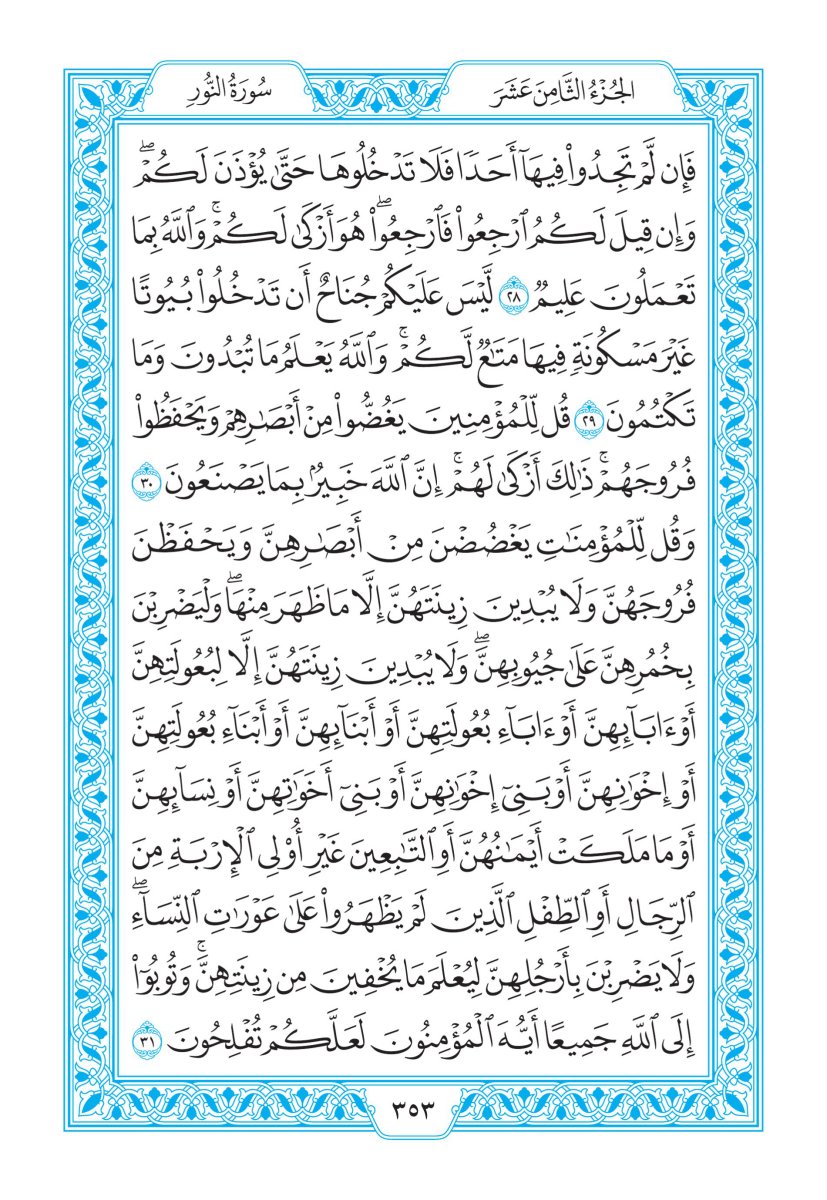 الجُزْءُ الثَّامِنَ عَشَرَ
سُورَةُ النُّورِ
فَإِن لَّمْ تَجِدُوا۟ فِيهَآ أَحَدًۭا فَلَا تَدْخُلُوهَا حَتَّىٰ يُؤْذَنَ لَكُمْ ۖ
وَإِن قِيلَ لَكُمُ ٱرْجِعُوا۟ فَٱرْجِعُوا۟ ۖ هُوَ أَزْكَىٰ لَكُمْ ۚ وَٱللَّهُ بِمَا
تَعْمَلُونَ عَلِيمٌۭ ٢٨ لَّيْسَ عَلَيْكُمْ جُنَاحٌ أَن تَدْخُلُوا۟ بُيُوتًا
غَيْرَ مَسْكُونَةٍۢ فِيهَا مَتَـٰعٌۭ لَّكُمْ ۚ وَٱللَّهُ يَعْلَمُ مَا تُبْدُونَ وَمَا
تَكْتُمُونَ ٢٩ قُل لِّلْمُؤْمِنِينَ يَغُضُّوا۟ مِنْ أَبْصَـٰرِهِمْ وَيَحْفَظُوا۟
فُرُوجَهُمْ ۚ ذَٰلِكَ أَزْكَىٰ لَهُمْ ۚ إِنَّ ٱللَّهَ خَبِيرٌۢ بِمَا يَصْنَعُونَ ٣٠
وَقُل لِّلْمُؤْمِنَـٰتِ يَغْضُضْنَ مِنْ أَبْصَـٰرِهِنَّ وَيَحْفَظْنَ
فُرُوجَهُنَّ وَلَا يُبْدِينَ زِينَتَهُنَّ إِلَّا مَا ظَهَرَ مِنْهَا ۖ وَلْيَضْرِبْنَ
بِخُمُرِهِنَّ عَلَىٰ جُيُوبِهِنَّ ۖ وَلَا يُبْدِينَ زِينَتَهُنَّ إِلَّا لِبُعُولَتِهِنَّ
أَوْ ءَابَآئِهِنَّ أَوْ ءَابَآءِ بُعُولَتِهِنَّ أَوْ أَبْنَآئِهِنَّ أَوْ أَبْنَآءِ بُعُولَتِهِنَّ
أَوْ إِخْوَٰنِهِنَّ أَوْ بَنِىٓ إِخْوَٰنِهِنَّ أَوْ بَنِىٓ أَخَوَٰتِهِنَّ أَوْ نِسَآئِهِنَّ
أَوْ مَا مَلَكَتْ أَيْمَـٰنُهُنَّ أَوِ ٱلتَّـٰبِعِينَ غَيْرِ أُو۟لِى ٱلْإِرْبَةِ مِنَ
ٱلرِّجَالِ أَوِ ٱلطِّفْلِ ٱلَّذِينَ لَمْ يَظْهَرُوا۟ عَلَىٰ عَوْرَٰتِ ٱلنِّسَآءِ ۖ
وَلَا يَضْرِبْنَ بِأَرْجُلِهِنَّ لِيُعْلَمَ مَا يُخْفِينَ مِن زِينَتِهِنَّ ۚ وَتُوبُوٓا۟
إِلَى ٱللَّهِ جَمِيعًا أَيُّهَ ٱلْمُؤْمِنُونَ لَعَلَّكُمْ تُفْلِحُونَ ٣١
٣٥٣